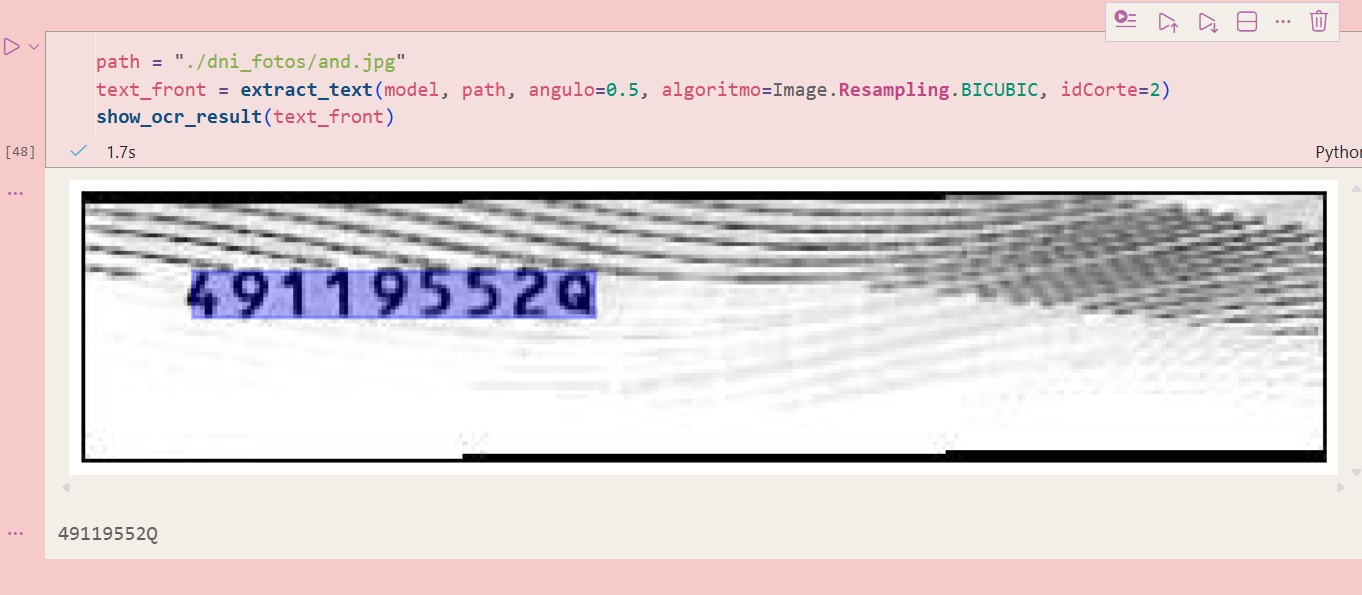 path = "./dni_fotos/and.jpg"
text_front = extract_text(model, path, angulo=0.5, algoritmo=Image.Resampling.BICUBIC, idCorte=2)
show_ocr_result(text_front)
[48]
1.7s
Python
49119552Q
49119552Q